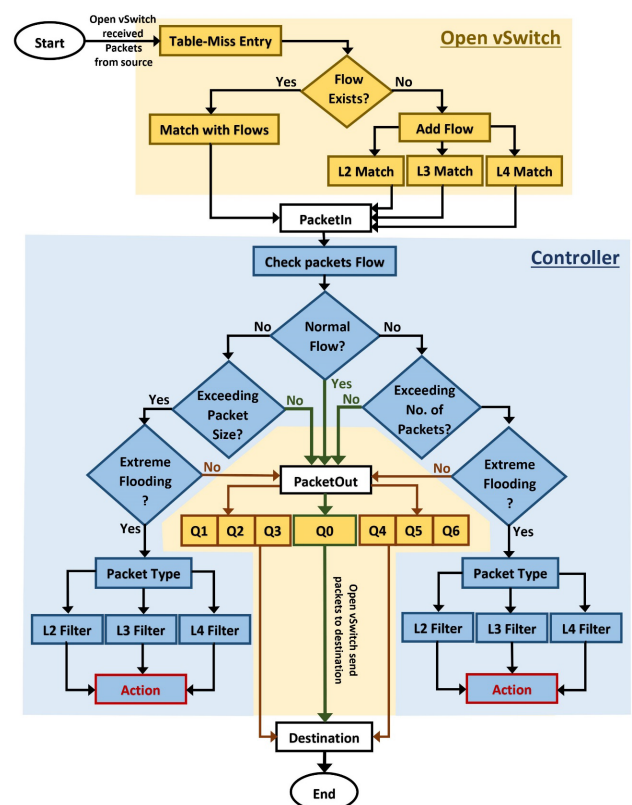 Start
Open vSwitch
received
Packets
from source
Table-Miss Entry
Open vSwitch
Flow
Exists?
Yes
No
Match with Flows
Add Flow
L2 Match
L3 Match
L4 Match
PacketIn
Check packets Flow
Controller
Normal
Flow?
No
No
Yes
Exceeding
Packet
Size?
Yes
No
Exceeding
No. of
Packets?
No
Yes
Extreme
Flooding
?
No
PacketOut
No
Extreme
Flooding
?
Yes
Yes
Q1
Q2
Q3
Q0
Q4
Q5
Q6
Packet Type
Packet Type
L2 Filter
L3 Filter
L4 Filter
Open vSwitch send
packets to destination
L2 Filter
L3 Filter
L4 Filter
Action
Action
Destination
End